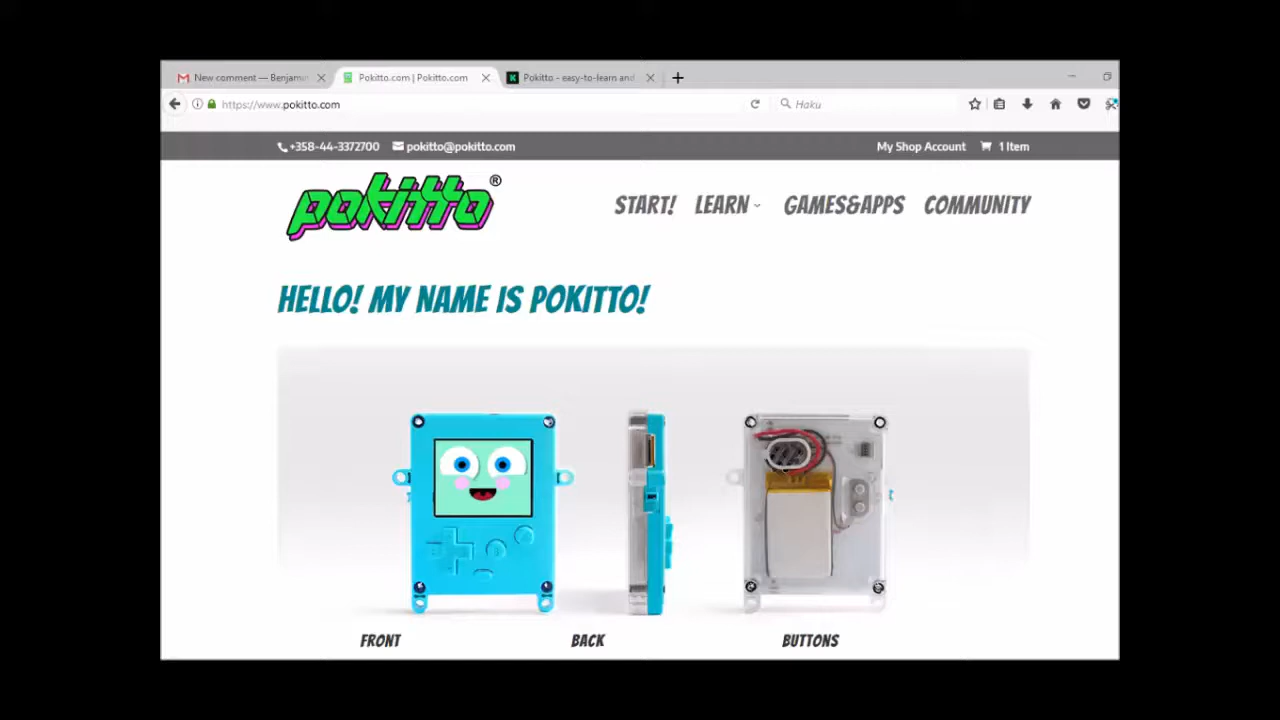 New comment — Benjami
Pokitto.com | Pokitto.com
Pokitto - easy-to-learn and
https://www.pokitto.com
Haku
+358-44-3372700
pokitto@pokitto.com
My Shop Account
1 Item
pokitto®
START!
LEARN
GAMES&APPS
COMMUNITY
HELLO! MY NAME IS POKITTO!
FRONT
BACK
BUTTONS